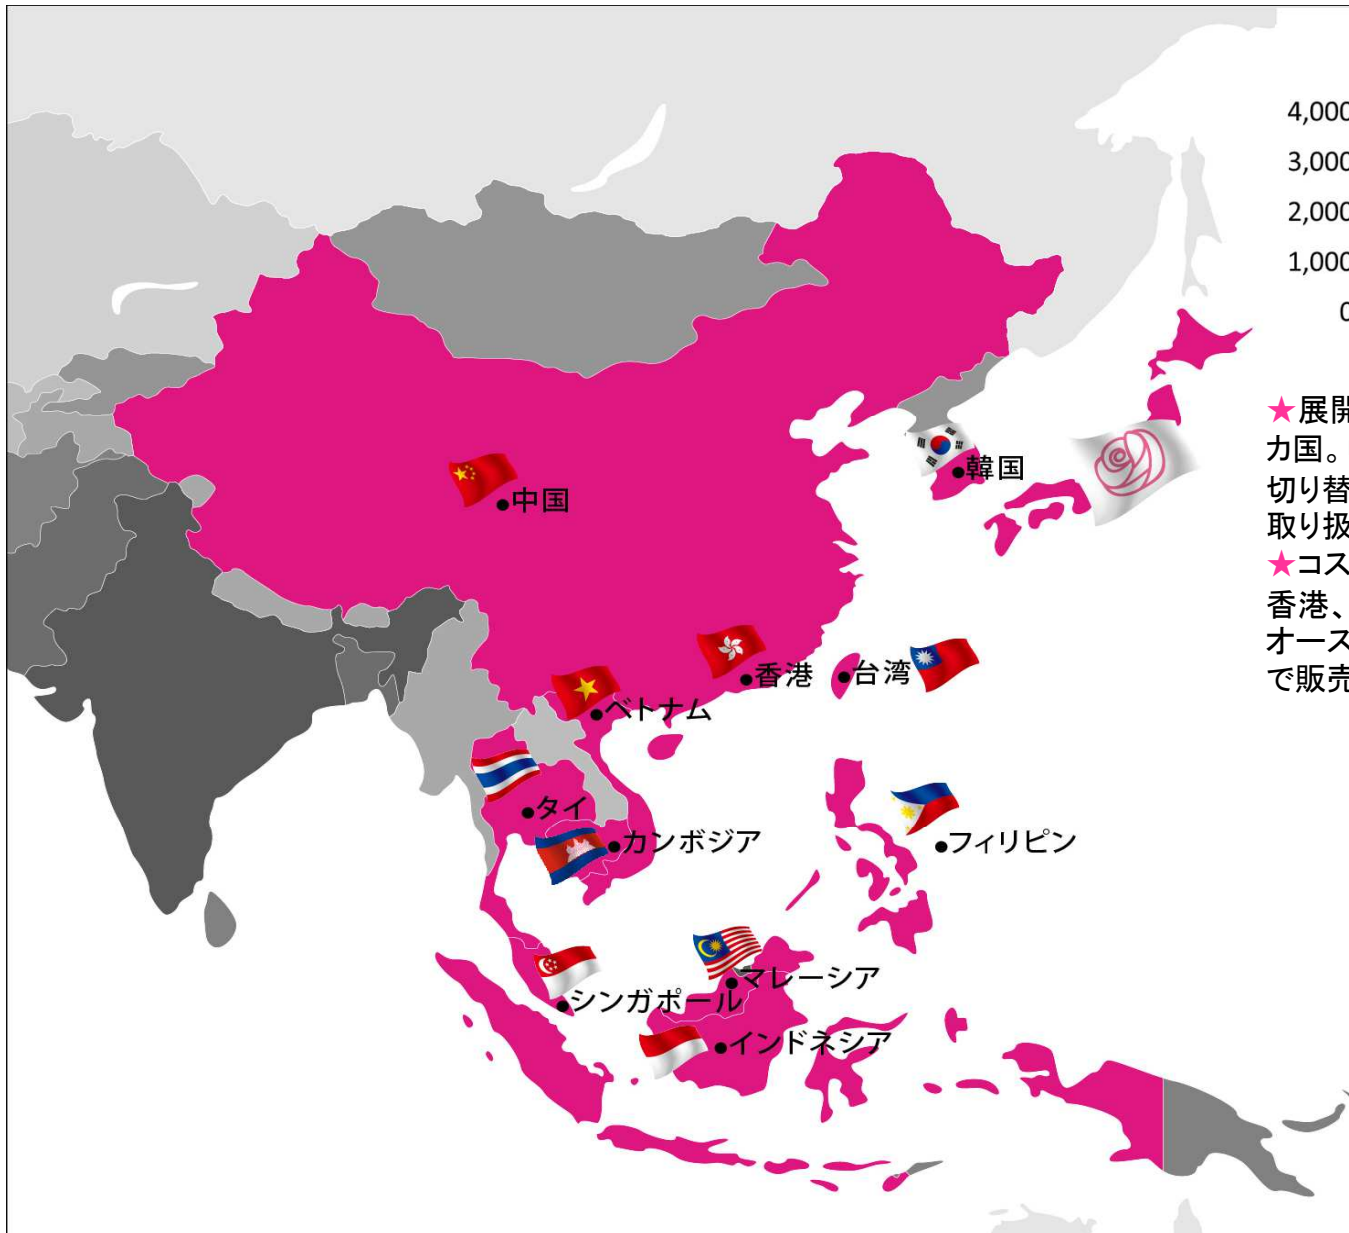 4,000
3,000
2,000
1,000
0
★展開
カ国。
切り替
取り扱
★コス
香港、
オース
で販売
韓国
中国
香港
台湾
ベトナム
タイ
カンボジア
フィリピン
マレーシア
シンガポール
インドネシア